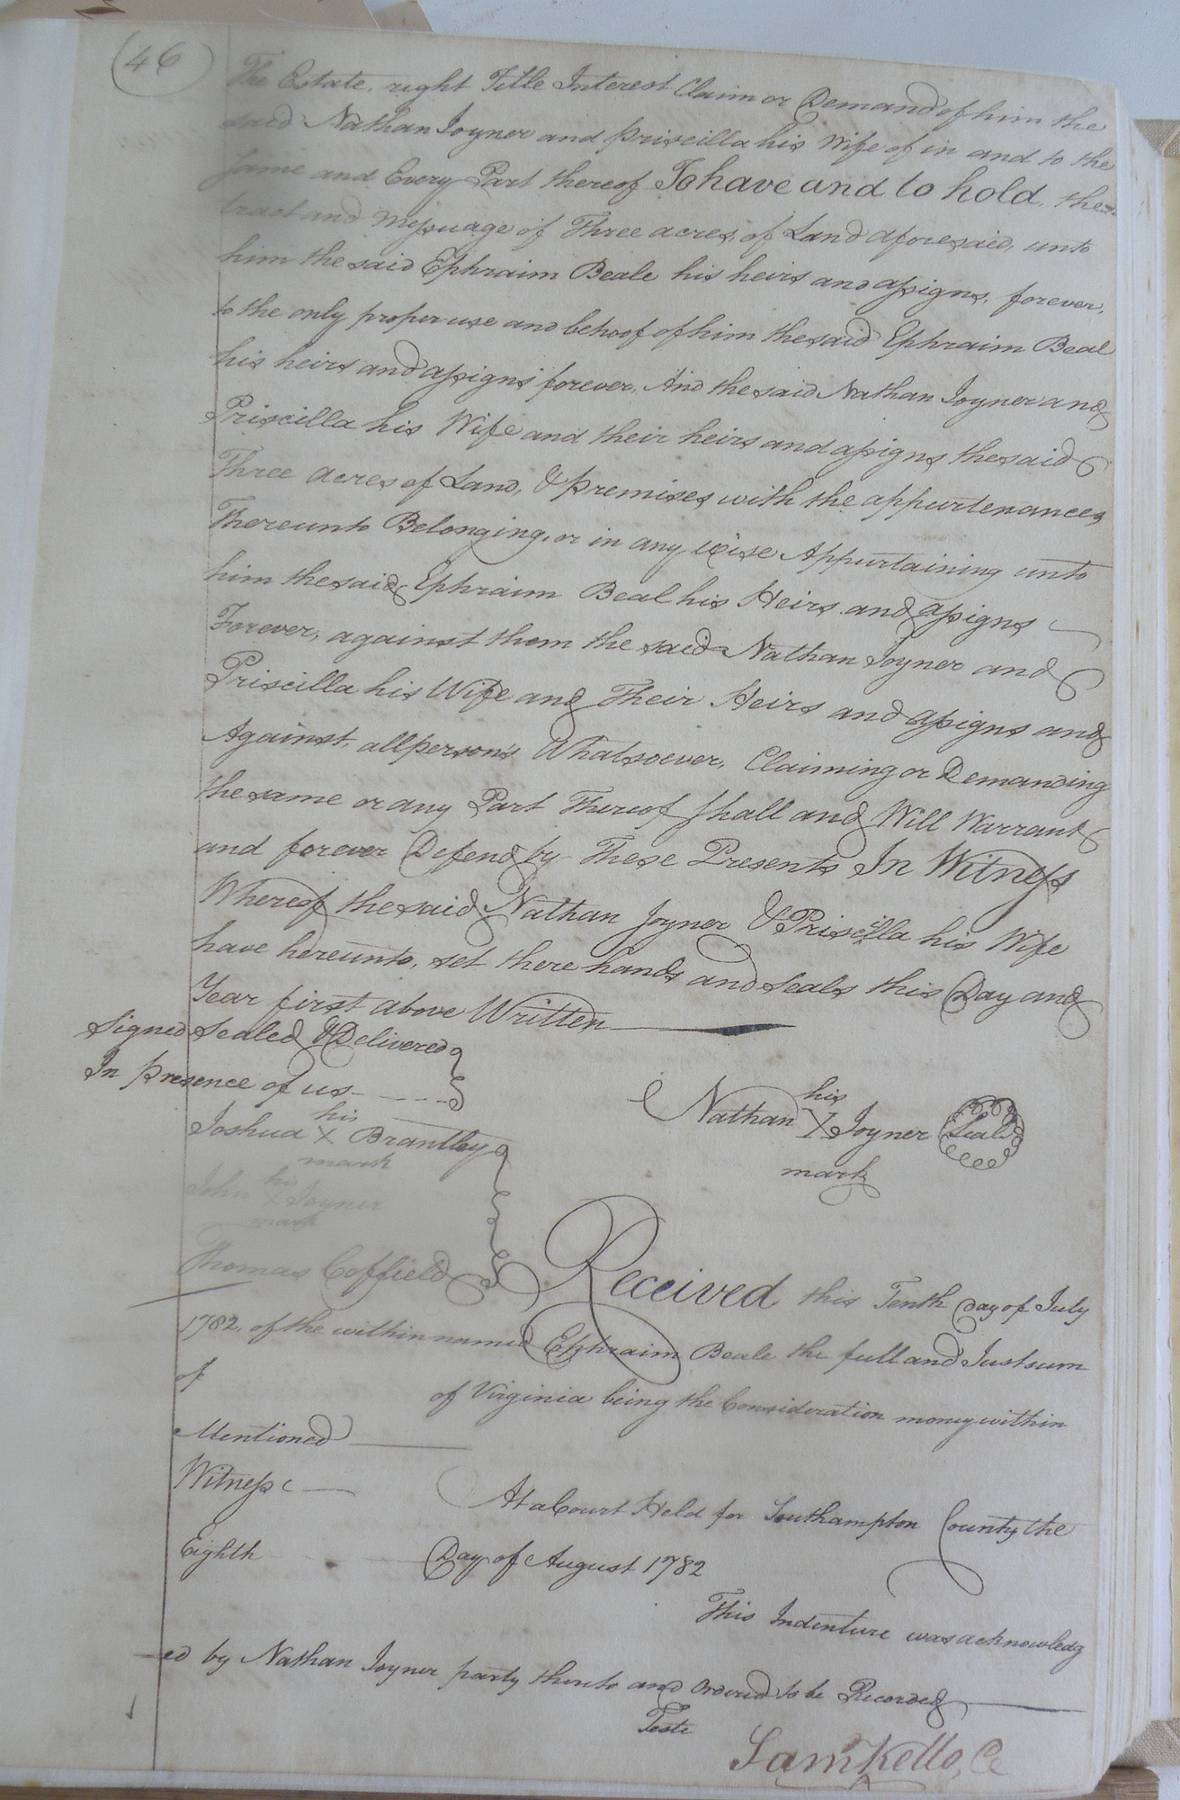 46
The Estate, right Title Interest Claim or Demand of him the
said Nathan Joyner and Priscilla his Wife of in and to the
same and Every Part thereof To have and to hold, the
tract and Messuage of Three acres, of Land aforesaid, unto
him the said Ephraim Beale his heirs and assigns, forever,
to the only proper use and behoof of him the said Ephraim Beal
his heirs and assigns forever, And the said Nathan Joyner and
Priscilla his Wife and their heirs and assigns the said
Three acres of Land, & premises with the appurtenances
Thereunto Belonging, or in any wise Appurtaining unto
him the said Ephraim Beal his Heirs and assigns
Forever, against them the said Nathan Joyner and
Priscilla his Wife and Their Heirs and assigns and
Against, all person's Whatsoever, Claiming or Demanding
the same or any Part Thereof shall and Will Warrant
and forever Defend by These Presents In Witness
Whereof the said Nathan Joyner & Priscilla his Wife
have hereunto, set there hands and seals this Day and
Year first above Written
Signed Sealed & Delivered
In presence of us
Joshua his X mark Brantley
John his X mark Joyner
Thomas Coffield
Nathan his X mark Joyner Seal
Received this Tenth Day of July
1782, of the within named Ephraim Beale the full and Just sum
of of Virginia being the Consideration money within
Mentioned
Witness
At a Court Held for Southampton County the
Eighth Day of August 1782
This Indenture was acknowledg
ed by Nathan Joyner party thereto and Ordered to be Recorded
Teste
Sam Kello, Cc